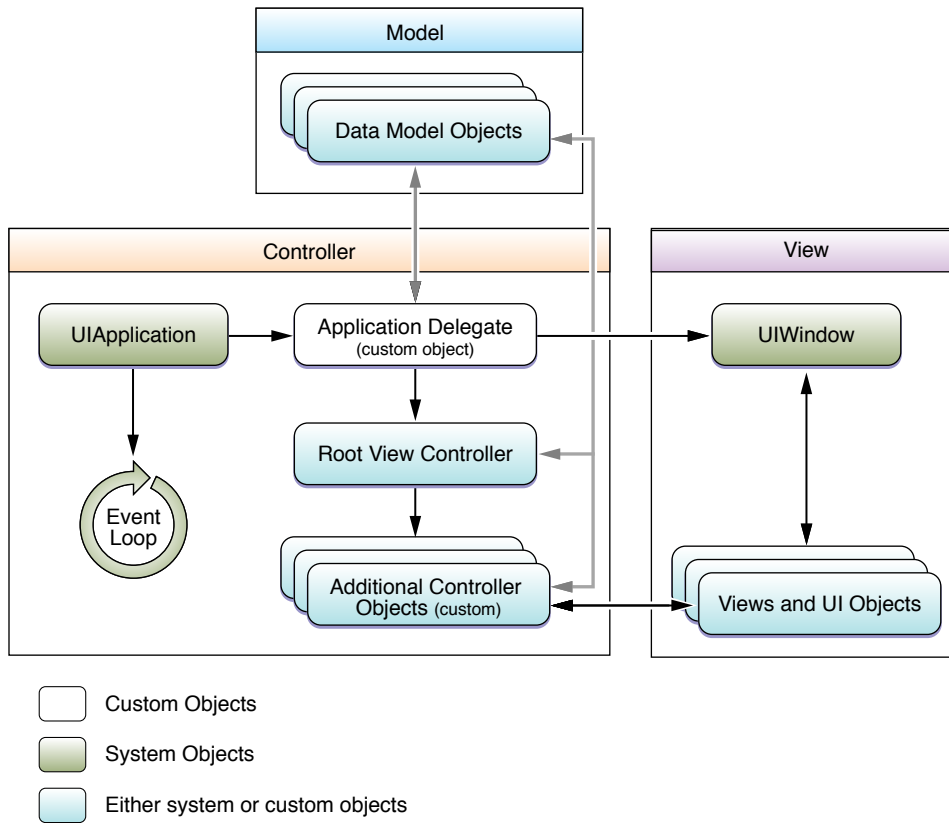 Model
Data Model Objects
Controller
View
UIApplication
Application Delegate
(custom object)
UIWindow
Root View Controller
Event
Loop
Additional Controller
Objects (custom)
Views and UI Objects
Custom Objects
System Objects
Either system or custom objects